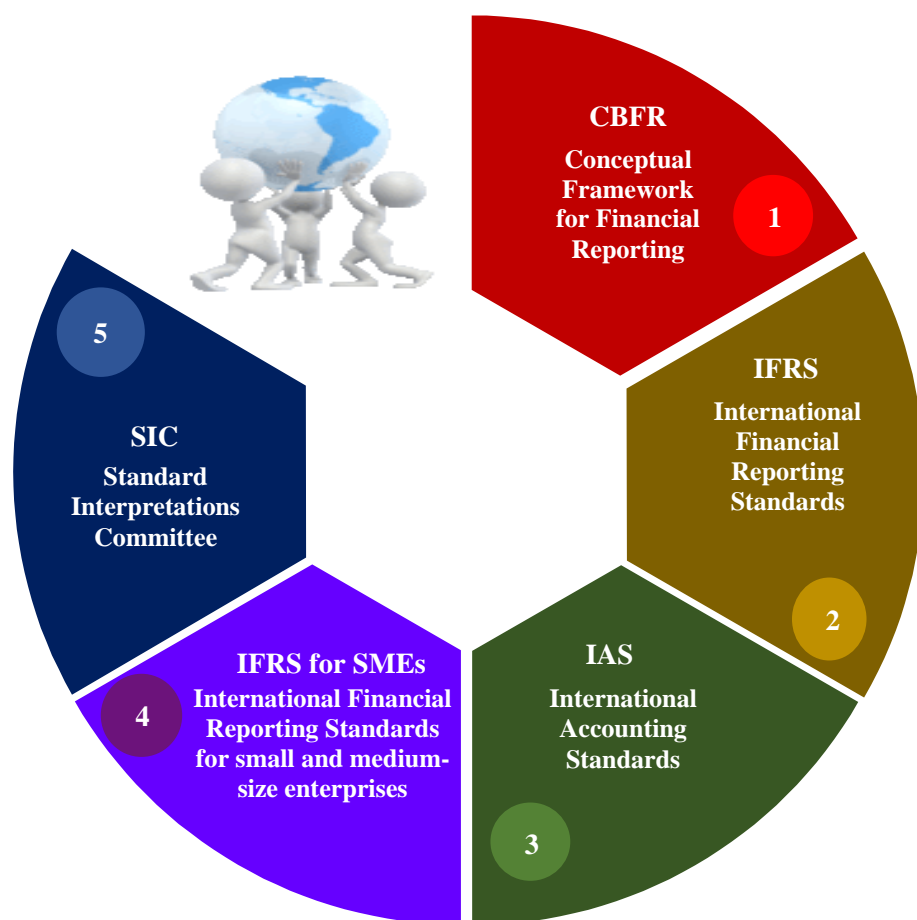 CBFR
Conceptual
Framework
for Financial
Reporting
1
IFRS
International
Financial
Reporting
Standards
2
IAS
International
Accounting
Standards
3
IFRS for SMEs
International Financial
Reporting Standards
for small and medium-
size enterprises
4
5
SIC
Standard
Interpretations
Committee